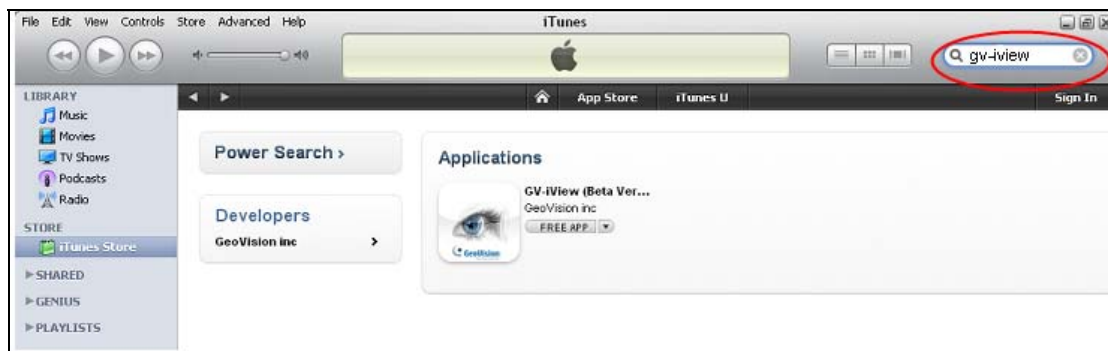 File Edit View Controls Store Advanced Help
iTunes
gv-iview
LIBRARY
Music
Movies
TV Shows
Podcasts
Radio
STORE
iTunes Store
SHARED
GENIUS
PLAYLISTS
App Store iTunes U Sign In
Power Search ›
Developers
GeoVision inc
Applications
GV-iView (Beta Ver...
GeoVision inc
FREE APP
GeoVision